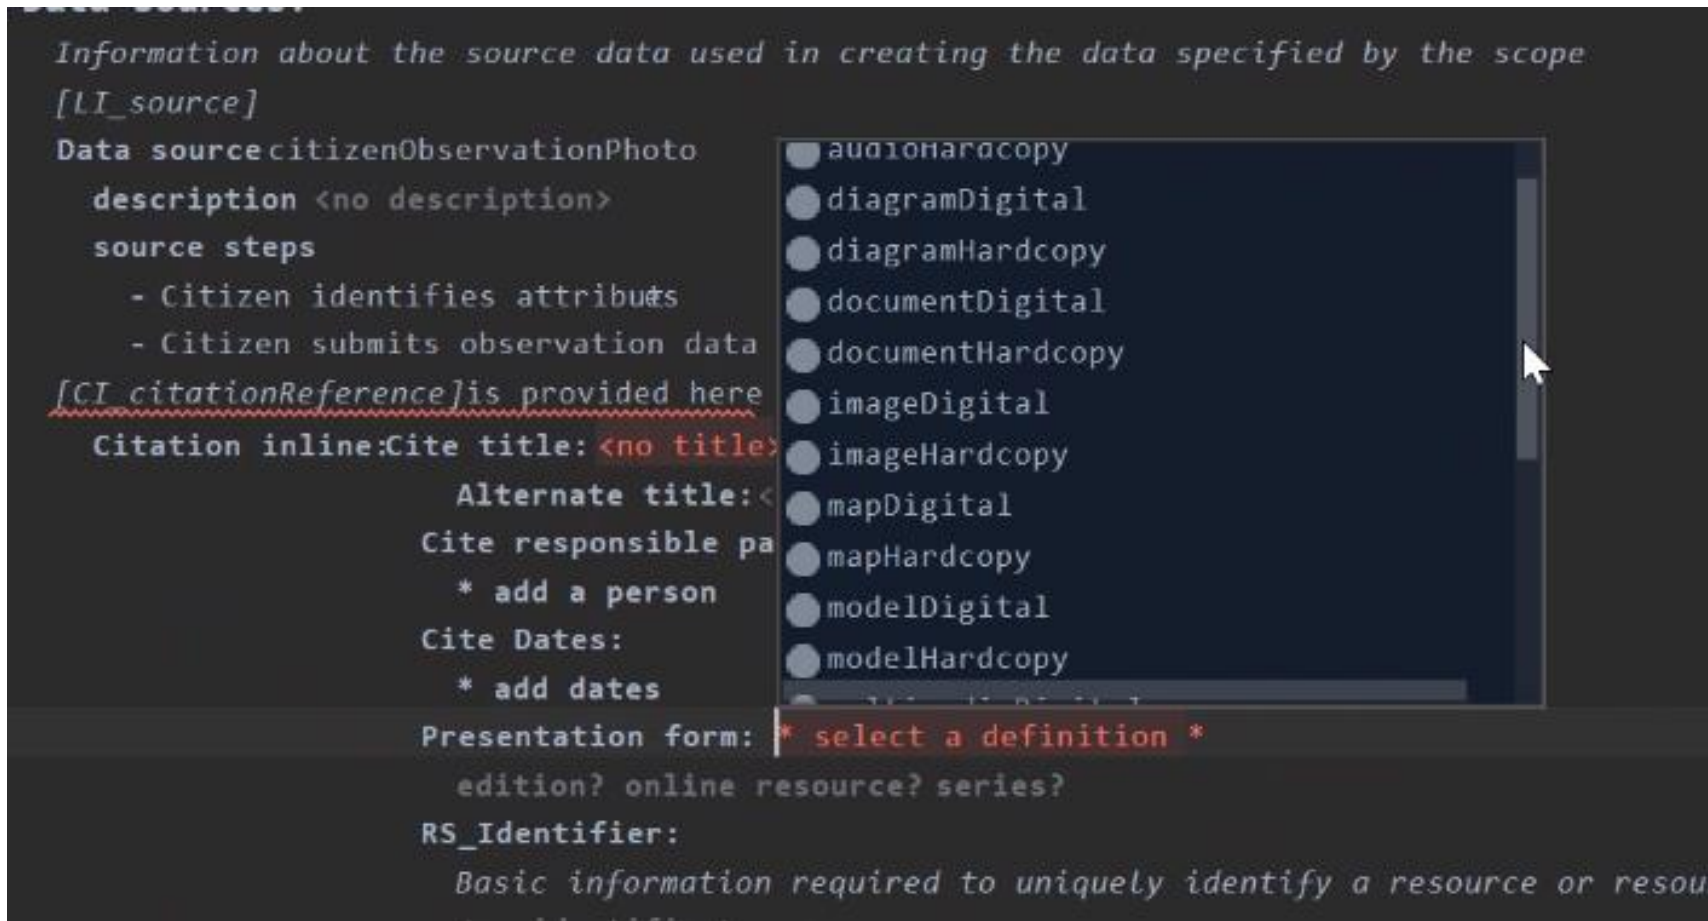 Data sources:
Information about the source data used in creating the data specified by the scope
[LI_source]
Data source citizenObservationPhoto
description <no description>
source steps
- Citizen identifies attributs
- Citizen submits observation data
[CI_citationReference]is provided here
Citation inline:Cite title: <no title>
Alternate title:<
Cite responsible pa
* add a person
Cite Dates:
* add dates
audioHardcopy
diagramDigital
diagramHardcopy
documentDigital
documentHardcopy
imageDigital
imageHardcopy
mapDigital
mapHardcopy
modelDigital
modelHardcopy
Presentation form: * select a definition *
edition? online resource? series?
RS_Identifier:
Basic information required to uniquely identify a resource or resou